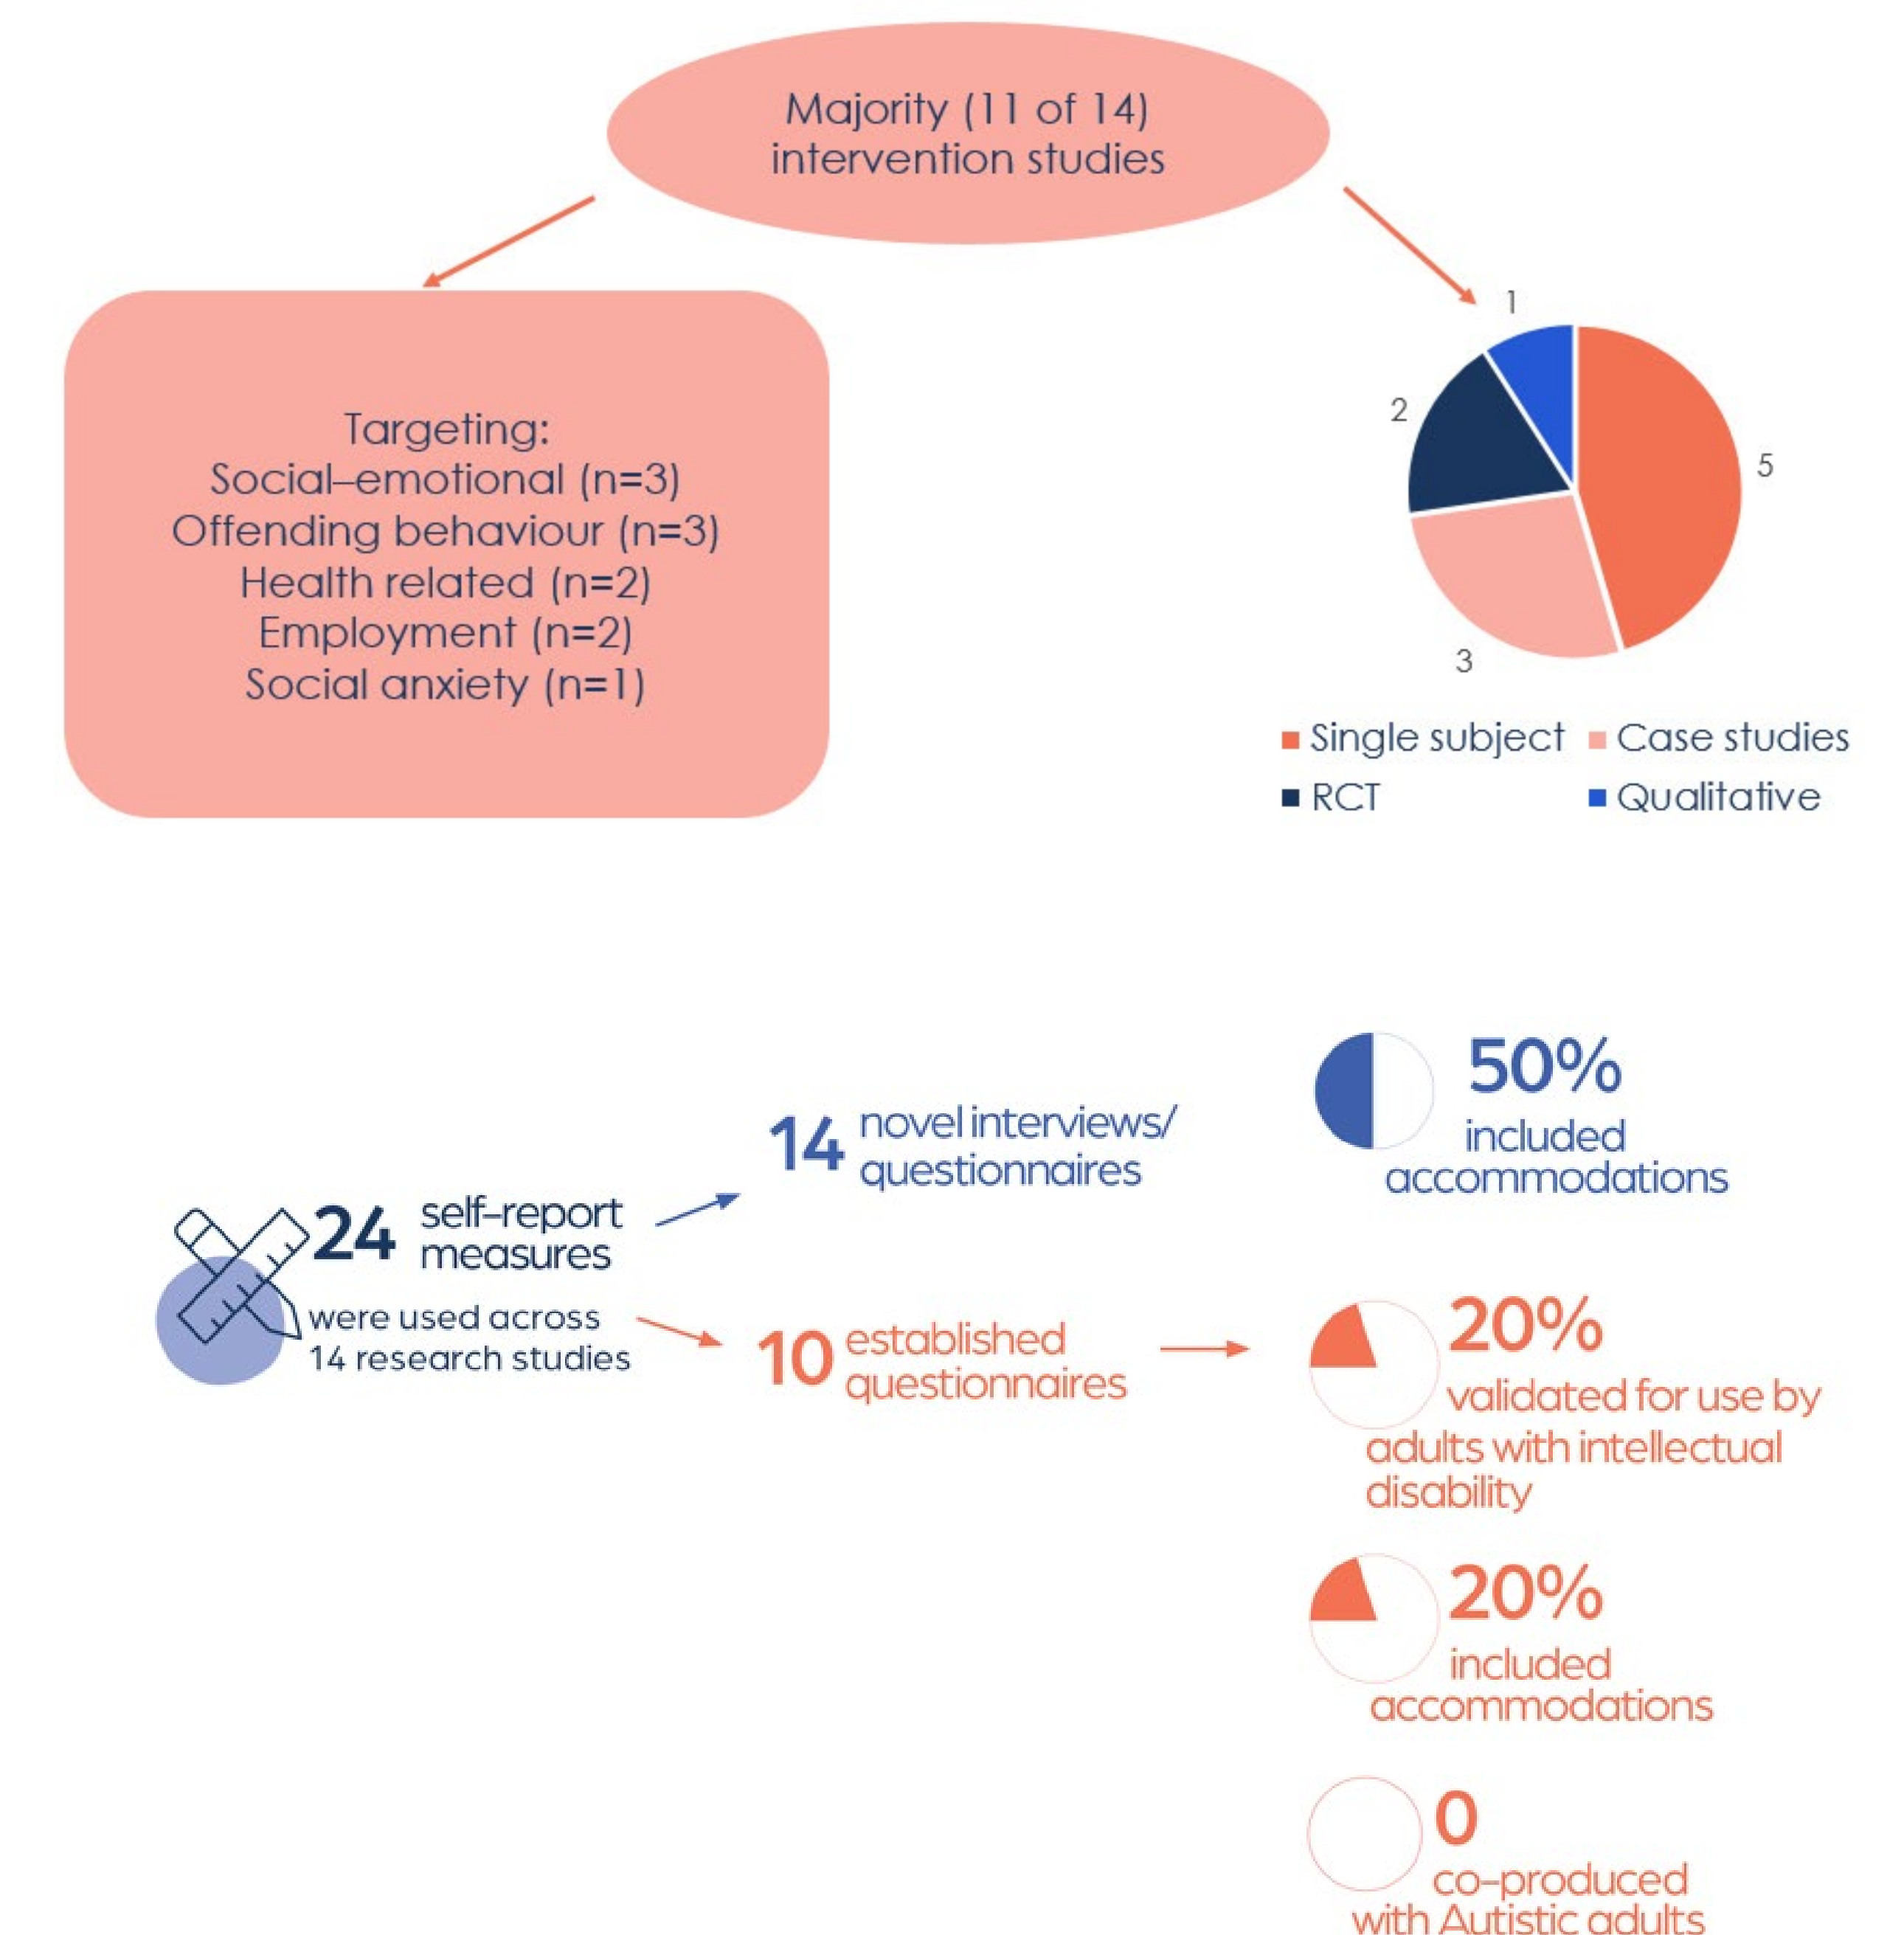 Majority (11 of 14)
intervention studies
Targeting:
Social–emotional (n=3)
Offending behaviour (n=3)
Health related (n=2)
Employment (n=2)
Social anxiety (n=1)
1
2
5
3
Single subject
Case studies
RCT
Qualitative
24 self-report
measures
were used across
14 research studies
14 novel interviews/
questionnaires
50%
included
accommodations
10 established
questionnaires
20%
validated for use by
adults with intellectual
disability
20%
included
accommodations
0
co-produced
with Autistic adults